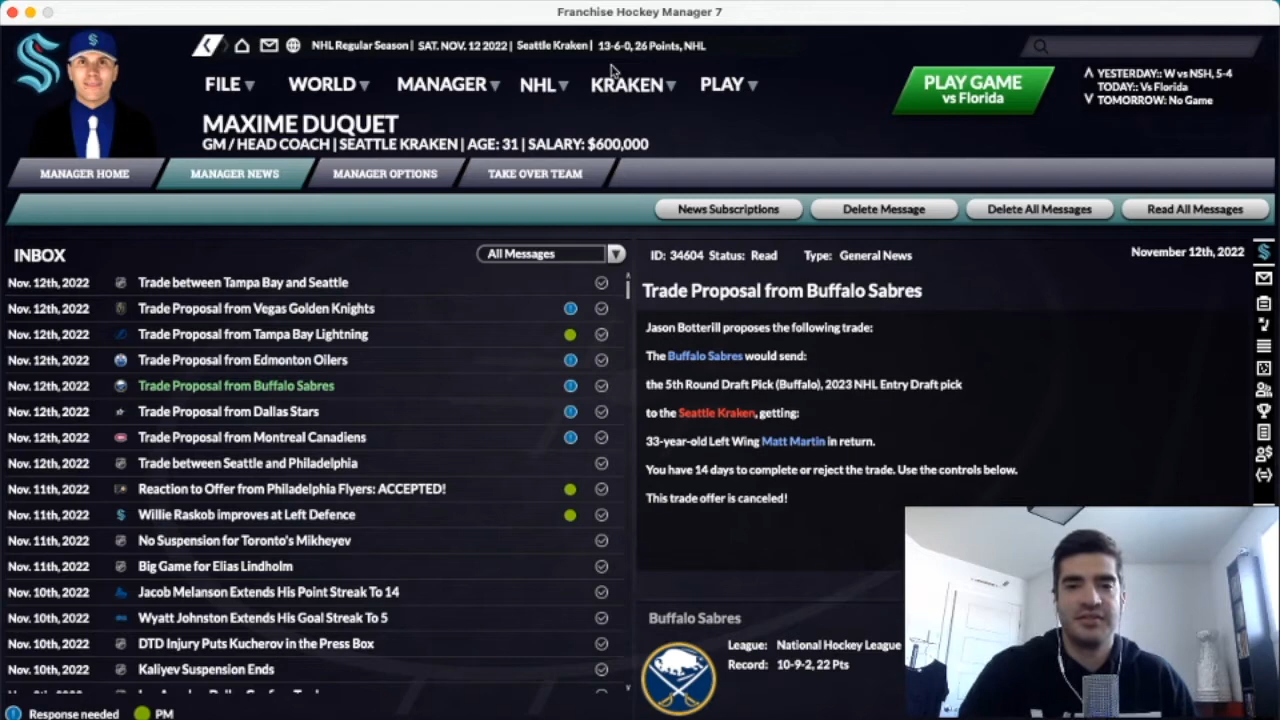 Franchise Hockey Manager 7
NHL Regular Season | SAT. NOV. 12 2022 | Seattle Kraken | 13-6-0, 26 Points, NHL
FILE WORLD MANAGER NHL KRAKEN PLAY
PLAY GAME
vs Florida
YESTERDAY:: W vs NSH, 5-4
TODAY:: Vs Florida
TOMORROW: No Game
MAXIME DUQUET
GM / HEAD COACH | SEATTLE KRAKEN | AGE: 31 | SALARY: $600,000
MANAGER HOME MANAGER NEWS MANAGER OPTIONS TAKE OVER TEAM
News Subscriptions Delete Message Delete All Messages Read All Messages
INBOX All Messages
Nov. 12th, 2022 Trade between Tampa Bay and Seattle
Nov. 12th, 2022 Trade Proposal from Vegas Golden Knights
Nov. 12th, 2022 Trade Proposal from Tampa Bay Lightning
Nov. 12th, 2022 Trade Proposal from Edmonton Oilers
Nov. 12th, 2022 Trade Proposal from Buffalo Sabres
Nov. 12th, 2022 Trade Proposal from Dallas Stars
Nov. 12th, 2022 Trade Proposal from Montreal Canadiens
Nov. 12th, 2022 Trade between Seattle and Philadelphia
Nov. 11th, 2022 Reaction to Offer from Philadelphia Flyers: ACCEPTED!
Nov. 11th, 2022 Willie Raskob improves at Left Defence
Nov. 11th, 2022 No Suspension for Toronto's Mikheyev
Nov. 11th, 2022 Big Game for Elias Lindholm
Nov. 10th, 2022 Jacob Melanson Extends His Point Streak To 14
Nov. 10th, 2022 Wyatt Johnston Extends His Goal Streak To 5
Nov. 10th, 2022 DTD Injury Puts Kucherov in the Press Box
Nov. 10th, 2022 Kaliyev Suspension Ends
Response needed PM
ID: 34604 Status: Read Type: General News November 12th, 2022
Trade Proposal from Buffalo Sabres
Jason Botterill proposes the following trade:
The Buffalo Sabres would send:
the 5th Round Draft Pick (Buffalo), 2023 NHL Entry Draft pick
to the Seattle Kraken, getting:
33-year-old Left Wing Matt Martin in return.
You have 14 days to complete or reject the trade. Use the controls below.
This trade offer is canceled!
Buffalo Sabres
League: National Hockey League
Record: 10-9-2, 22 Pts